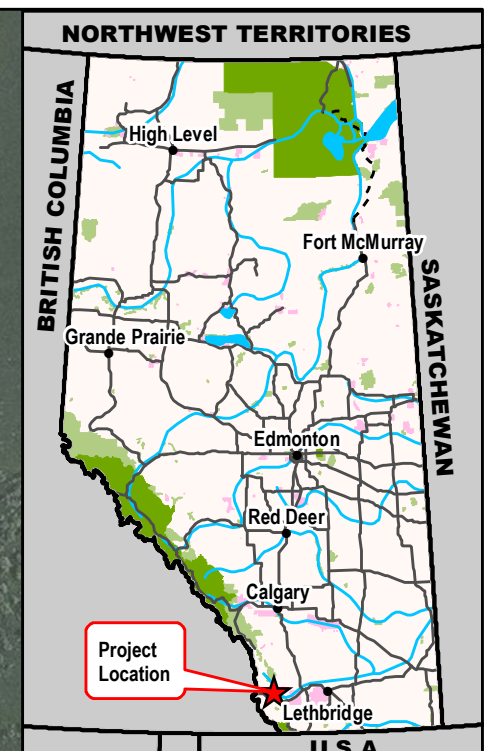 NORTHWEST TERRITORIES
BRITISH COLUMBIA
High Level
Fort McMurray
SASKATCHEWAN
Grande Prairie
Edmonton
Red Deer
Calgary
Project
Location
Lethbridge
U.S.A